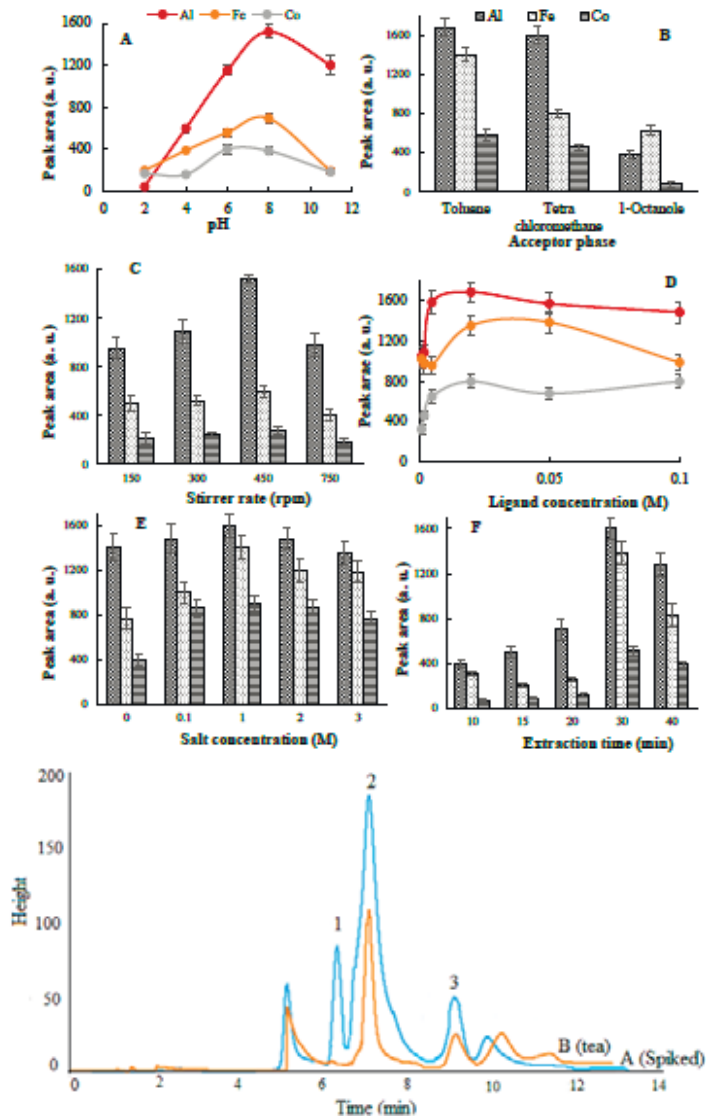 A
Al Fe Co
Peak area (a. u.)
1600
1200
800
400
0
0 2 4 6 8 10 12
pH
B
Al Fe Co
Peak area (a. u.)
1600
1200
800
400
0
Toluene Tetra chloromethane 1-Octanole
Acceptor phase
C
Peak area (a. u.)
1600
1200
800
400
0
150 300 450 750
Stirrer rate (rpm)
D
Peak arae (a. u.)
1600
1200
800
400
0
0 0.05 0.1
Ligand concentration (M)
E
Peak area (a. u.)
1600
1200
800
400
0
0 0.1 1 2 3
Salt concentration (M)
F
Peak area (a. u.)
1600
1200
800
400
0
10 15 20 30 40
Extraction time (min)
Height
200
150
100
50
0
1
2
3
B (tea)
A (Spiked)
0 2 4 6 8 10 12 14
Time (min)